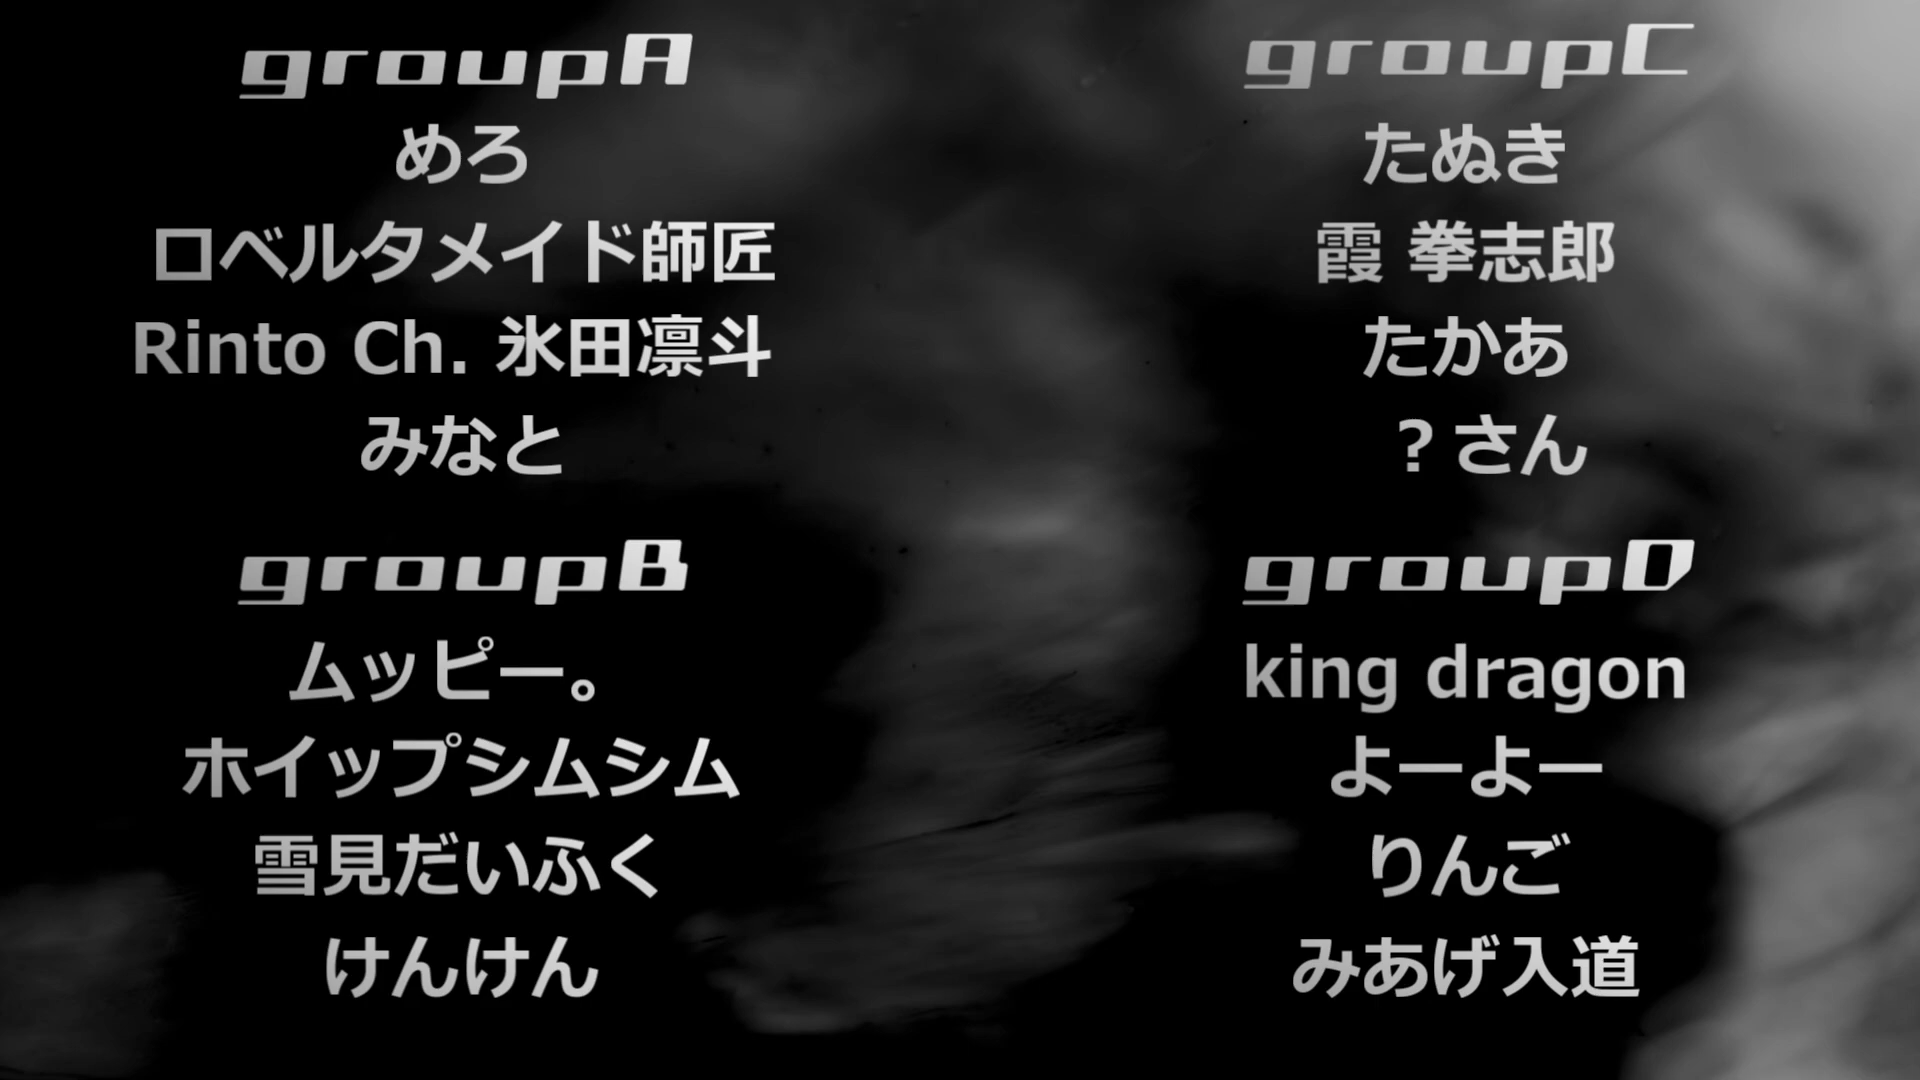 groupA
めろ
ロベルタメイド師匠
Rinto Ch. 氷田凛斗
みなと
groupB
ムッピー。
ホイップシムシム
雪見だいふく
けんけん
groupC
たぬき
霞 拳志郎
たかあ
？さん
groupD
king dragon
よーよー
りんご
みあげ入道